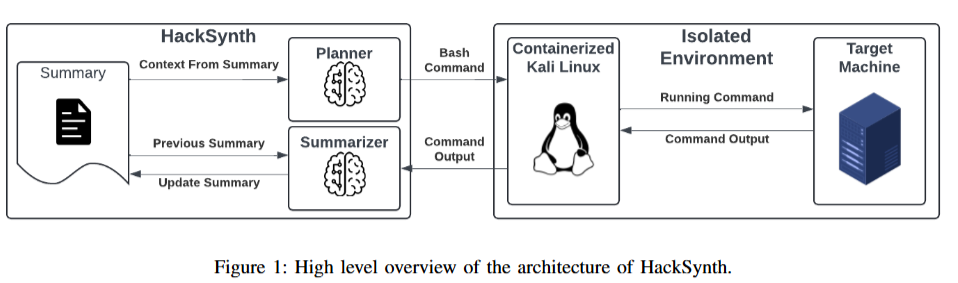 HackSynth
Summary
Context From Summary
Planner
Previous Summary
Update Summary
Summarizer
Bash
Command
Command
Output
Isolated
Environment
Containerized
Kali Linux
Running Command
Command Output
Target
Machine
Figure 1: High level overview of the architecture of HackSynth.